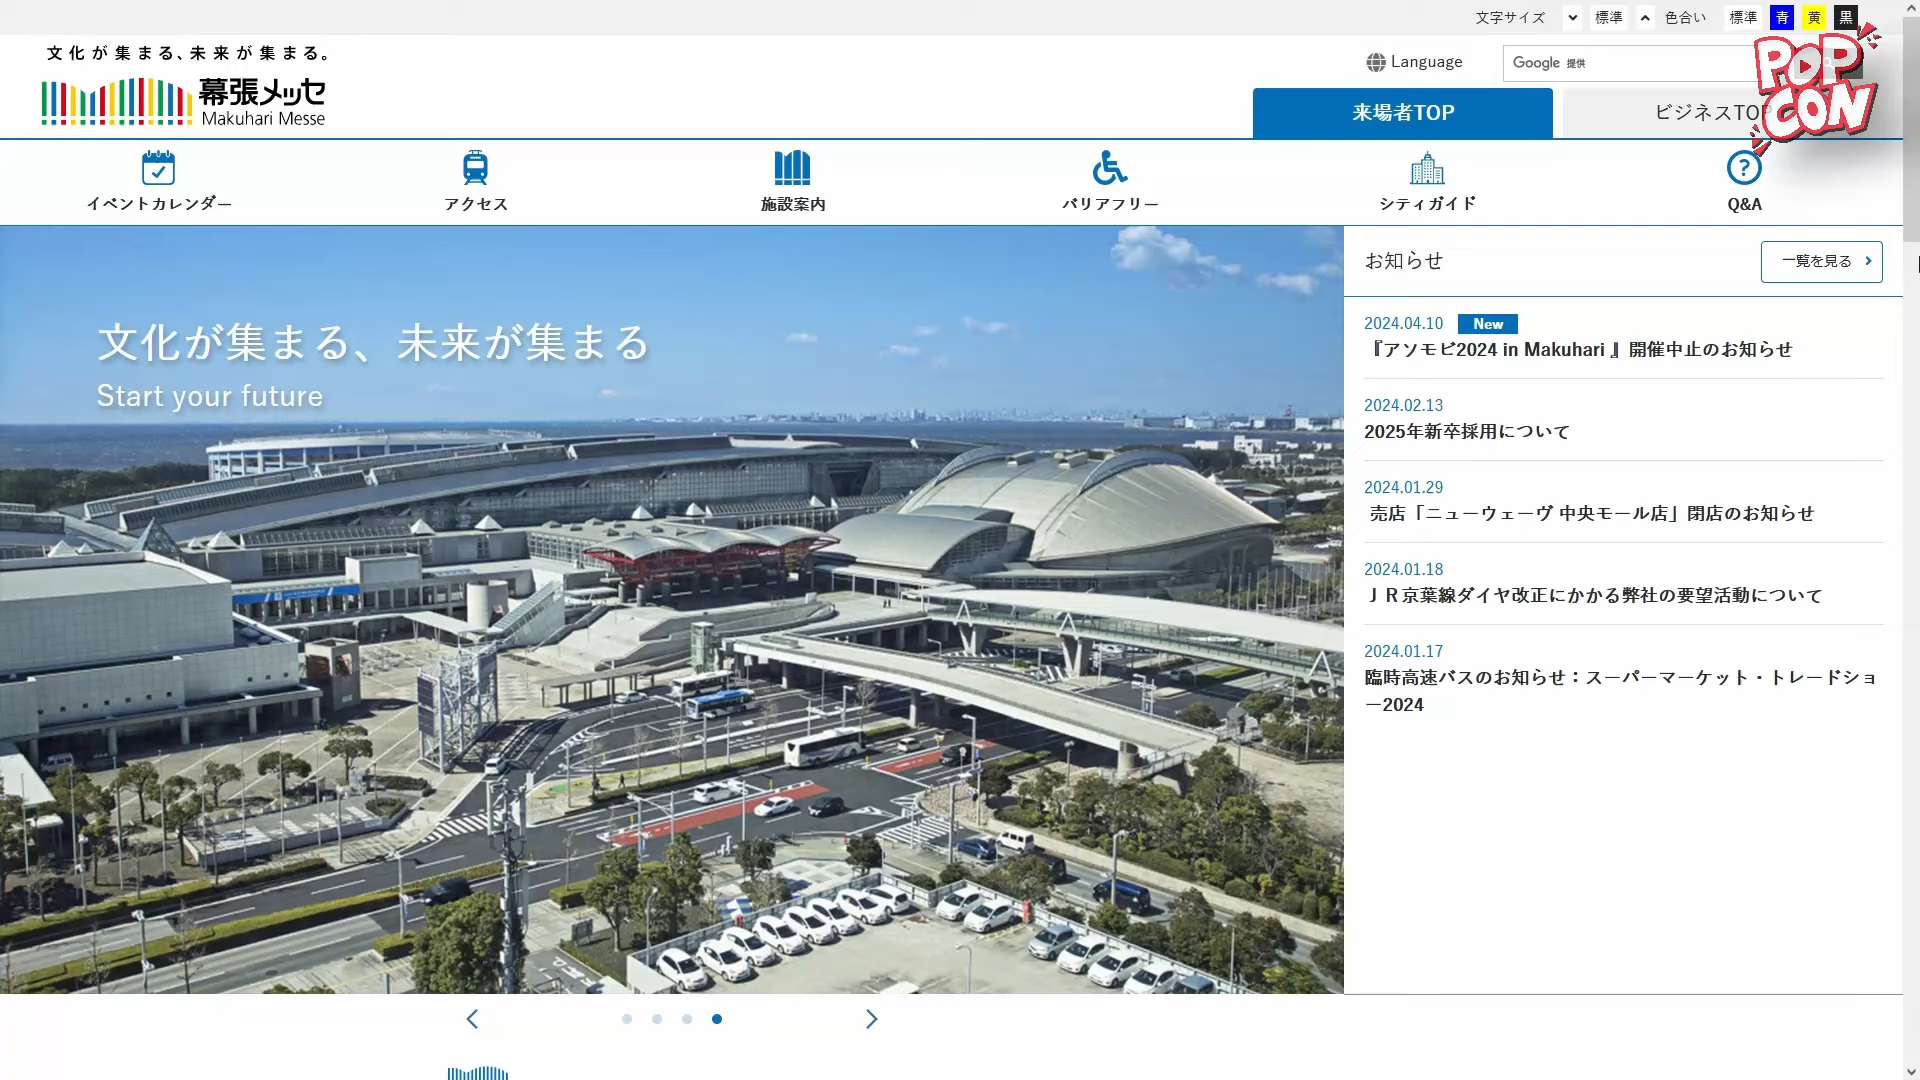 文字サイズ 標準 色合い 標準 青 黄 黒
文化が集まる、未来が集まる。
幕張メッセ
Makuhari Messe
Language
Google 提供
POP
CON
来場者TOP
ビジネスTOP
イベントカレンダー
アクセス
施設案内
バリアフリー
シティガイド
Q&A
文化が集まる、未来が集まる
Start your future
お知らせ
一覧を見る
2024.04.10 New
『アソモビ2024 in Makuhari 』開催中止のお知らせ
2024.02.13
2025年新卒採用について
2024.01.29
売店「ニューウェーヴ 中央モール店」閉店のお知らせ
2024.01.18
ＪＲ京葉線ダイヤ改正にかかる弊社の要望活動について
2024.01.17
臨時高速バスのお知らせ：スーパーマーケット・トレードショ
ー2024